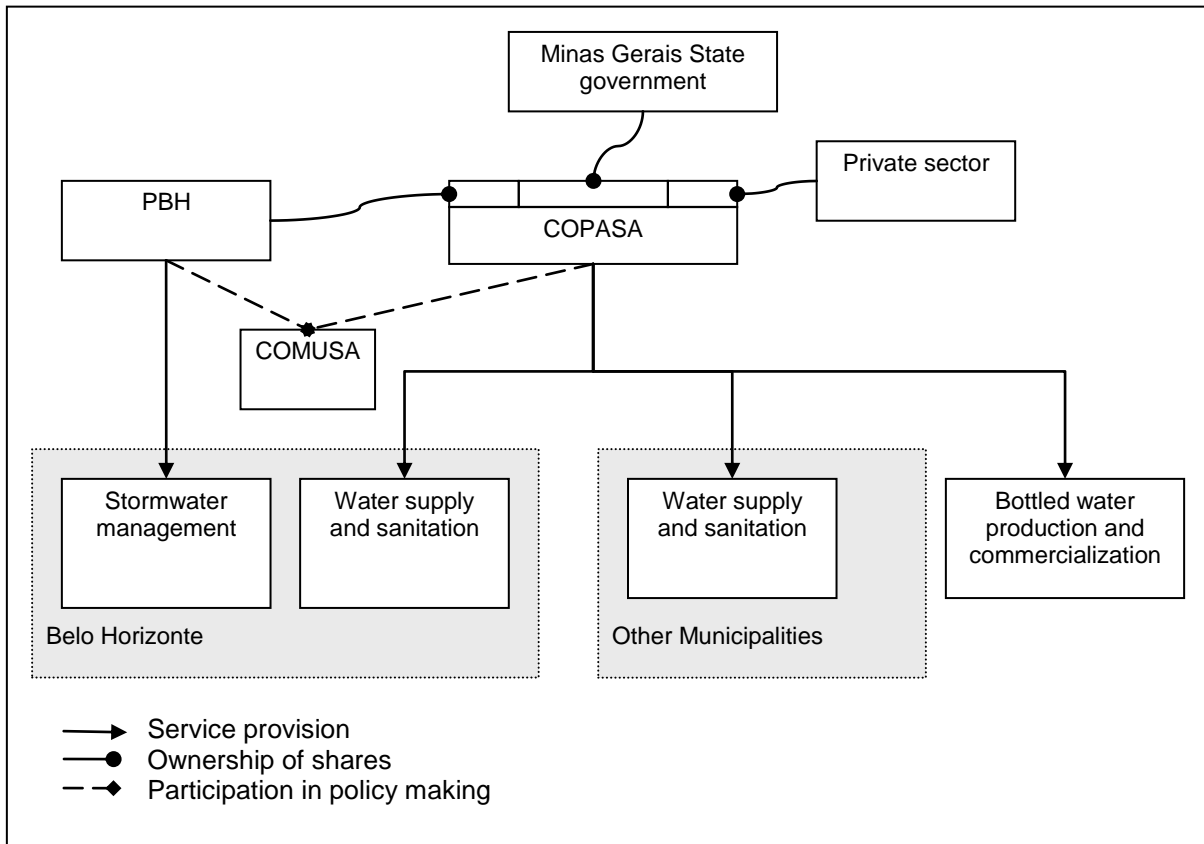 Minas Gerais State
government
Private sector
PBH
COPASA
COMUSA
Stormwater
management
Water supply
and sanitation
Water supply
and sanitation
Bottled water
production and
commercialization
Belo Horizonte
Other Municipalities
Service provision
Ownership of shares
Participation in policy making